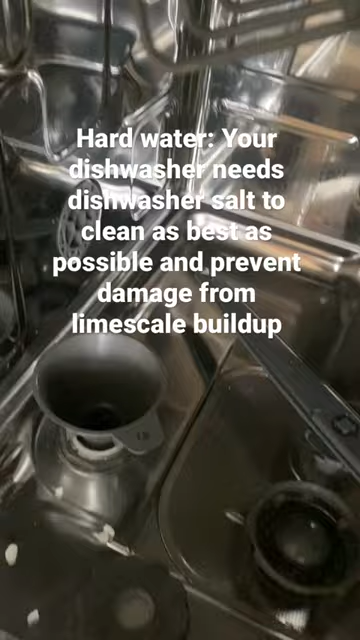 Hard water: Your
dishwasher needs
dishwasher salt to
clean as best as
possible and prevent
damage from
limescale buildup